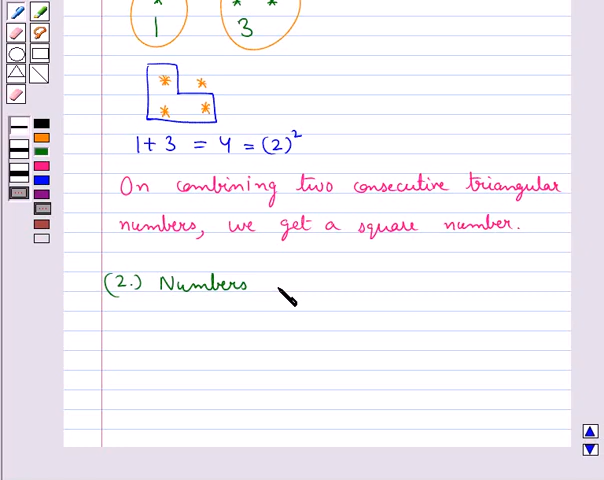 1 3
1 + 3 = 4 = (2)²
On combining two consecutive triangular
numbers, we get a square number.
(2.) Numbers